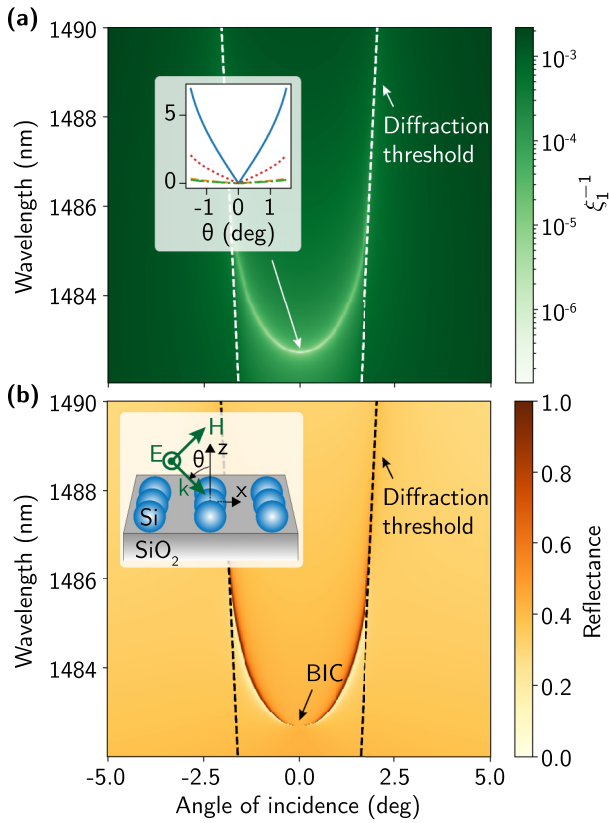 (a)
1490
1488
1486
1484
Wavelength (nm)
5
0
-1 0 1
θ (deg)
Diffraction
threshold
10⁻³
10⁻⁴
10⁻⁵
10⁻⁶
ξ₁⁻¹
(b)
1490
1488
1486
1484
Wavelength (nm)
H
E
θ
z
k
x
Si
SiO₂
Diffraction
threshold
BIC
-5.0 -2.5 0.0 2.5 5.0
Angle of incidence (deg)
1.0
0.8
0.6
0.4
0.2
0.0
Reflectance